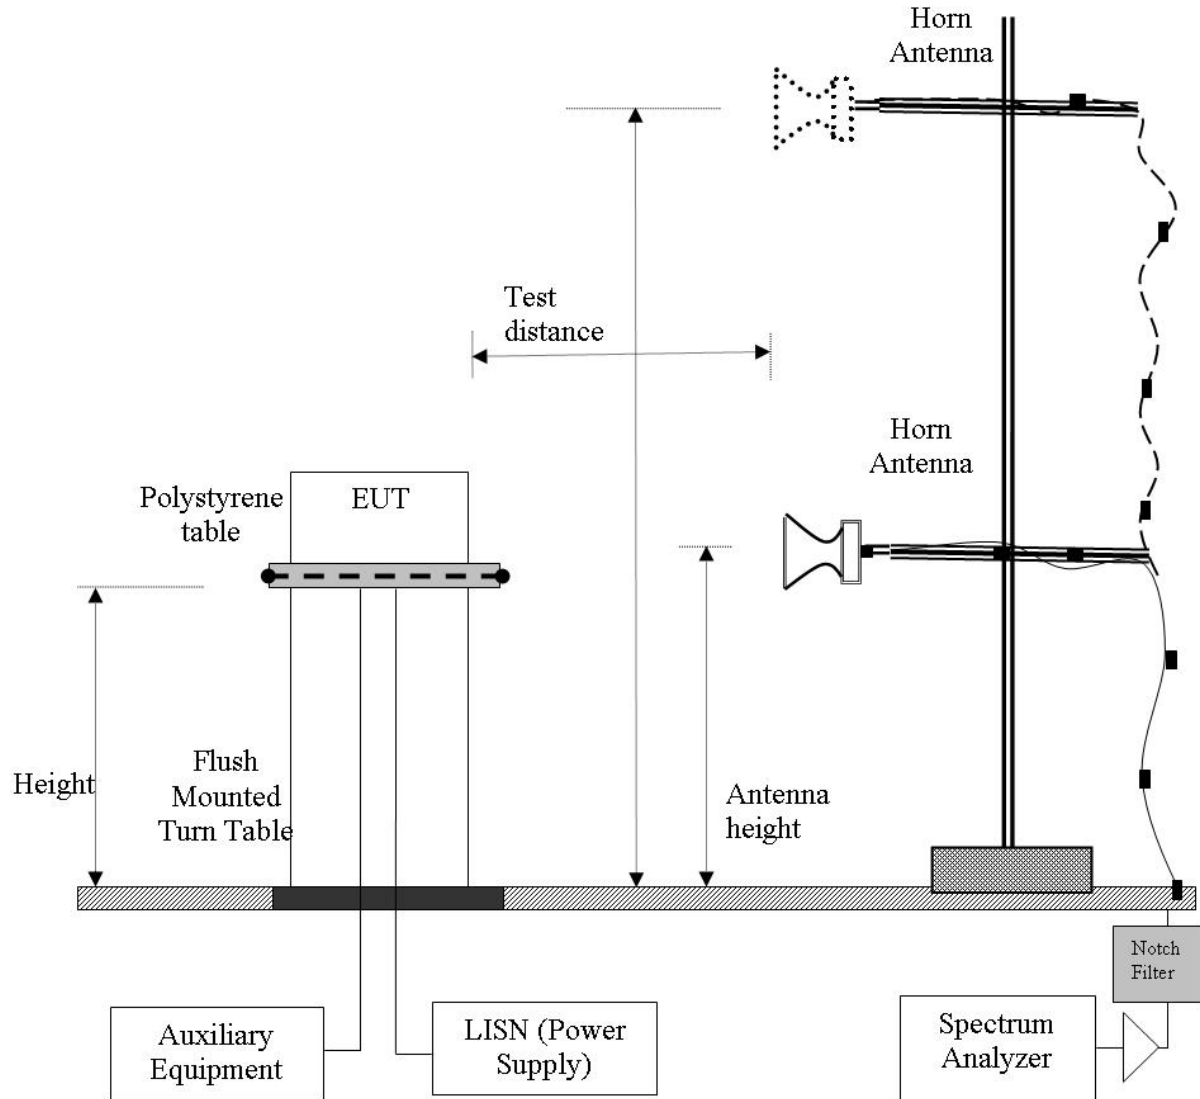 Horn
Antenna
Test
distance
Horn
Antenna
Polystyrene
table
EUT
Height
Flush
Mounted
Turn Table
Antenna
height
Notch
Filter
Auxiliary
Equipment
LISN (Power
Supply)
Spectrum
Analyzer